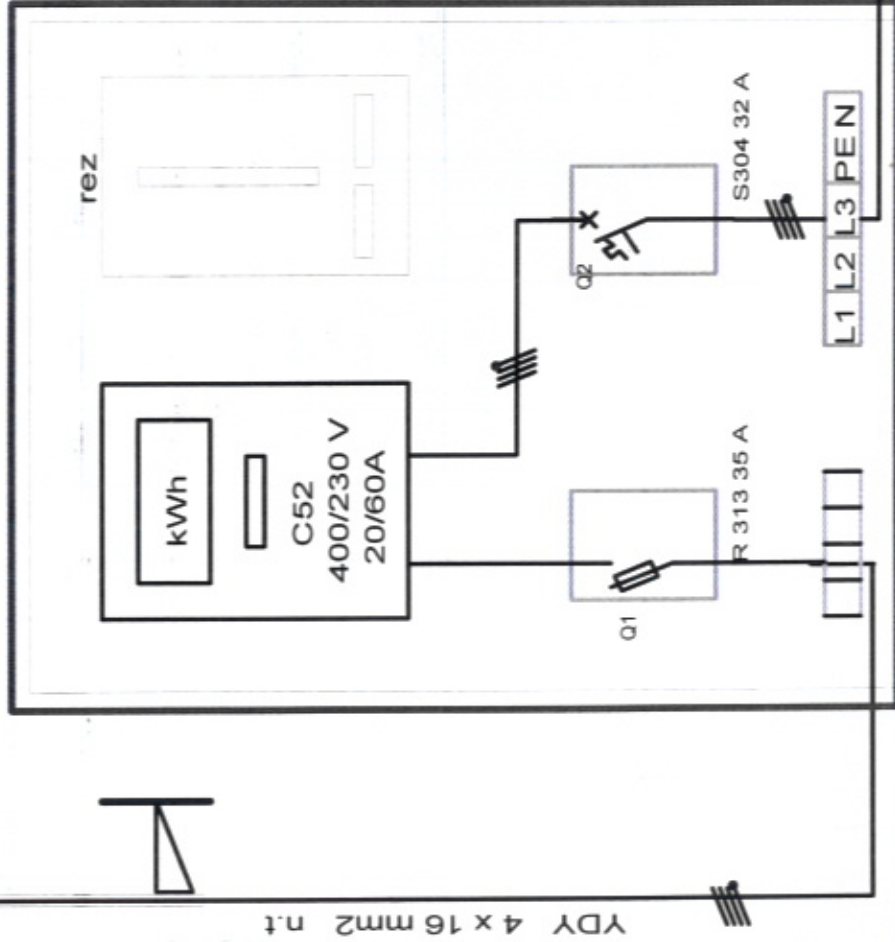 rez
kWh
C52
400/230 V
20/60A
Q2
S304 32 A
Q1
R 313 35 A
L1 L2 L3 PE N
YDY 4 x 16 mm2 n.t